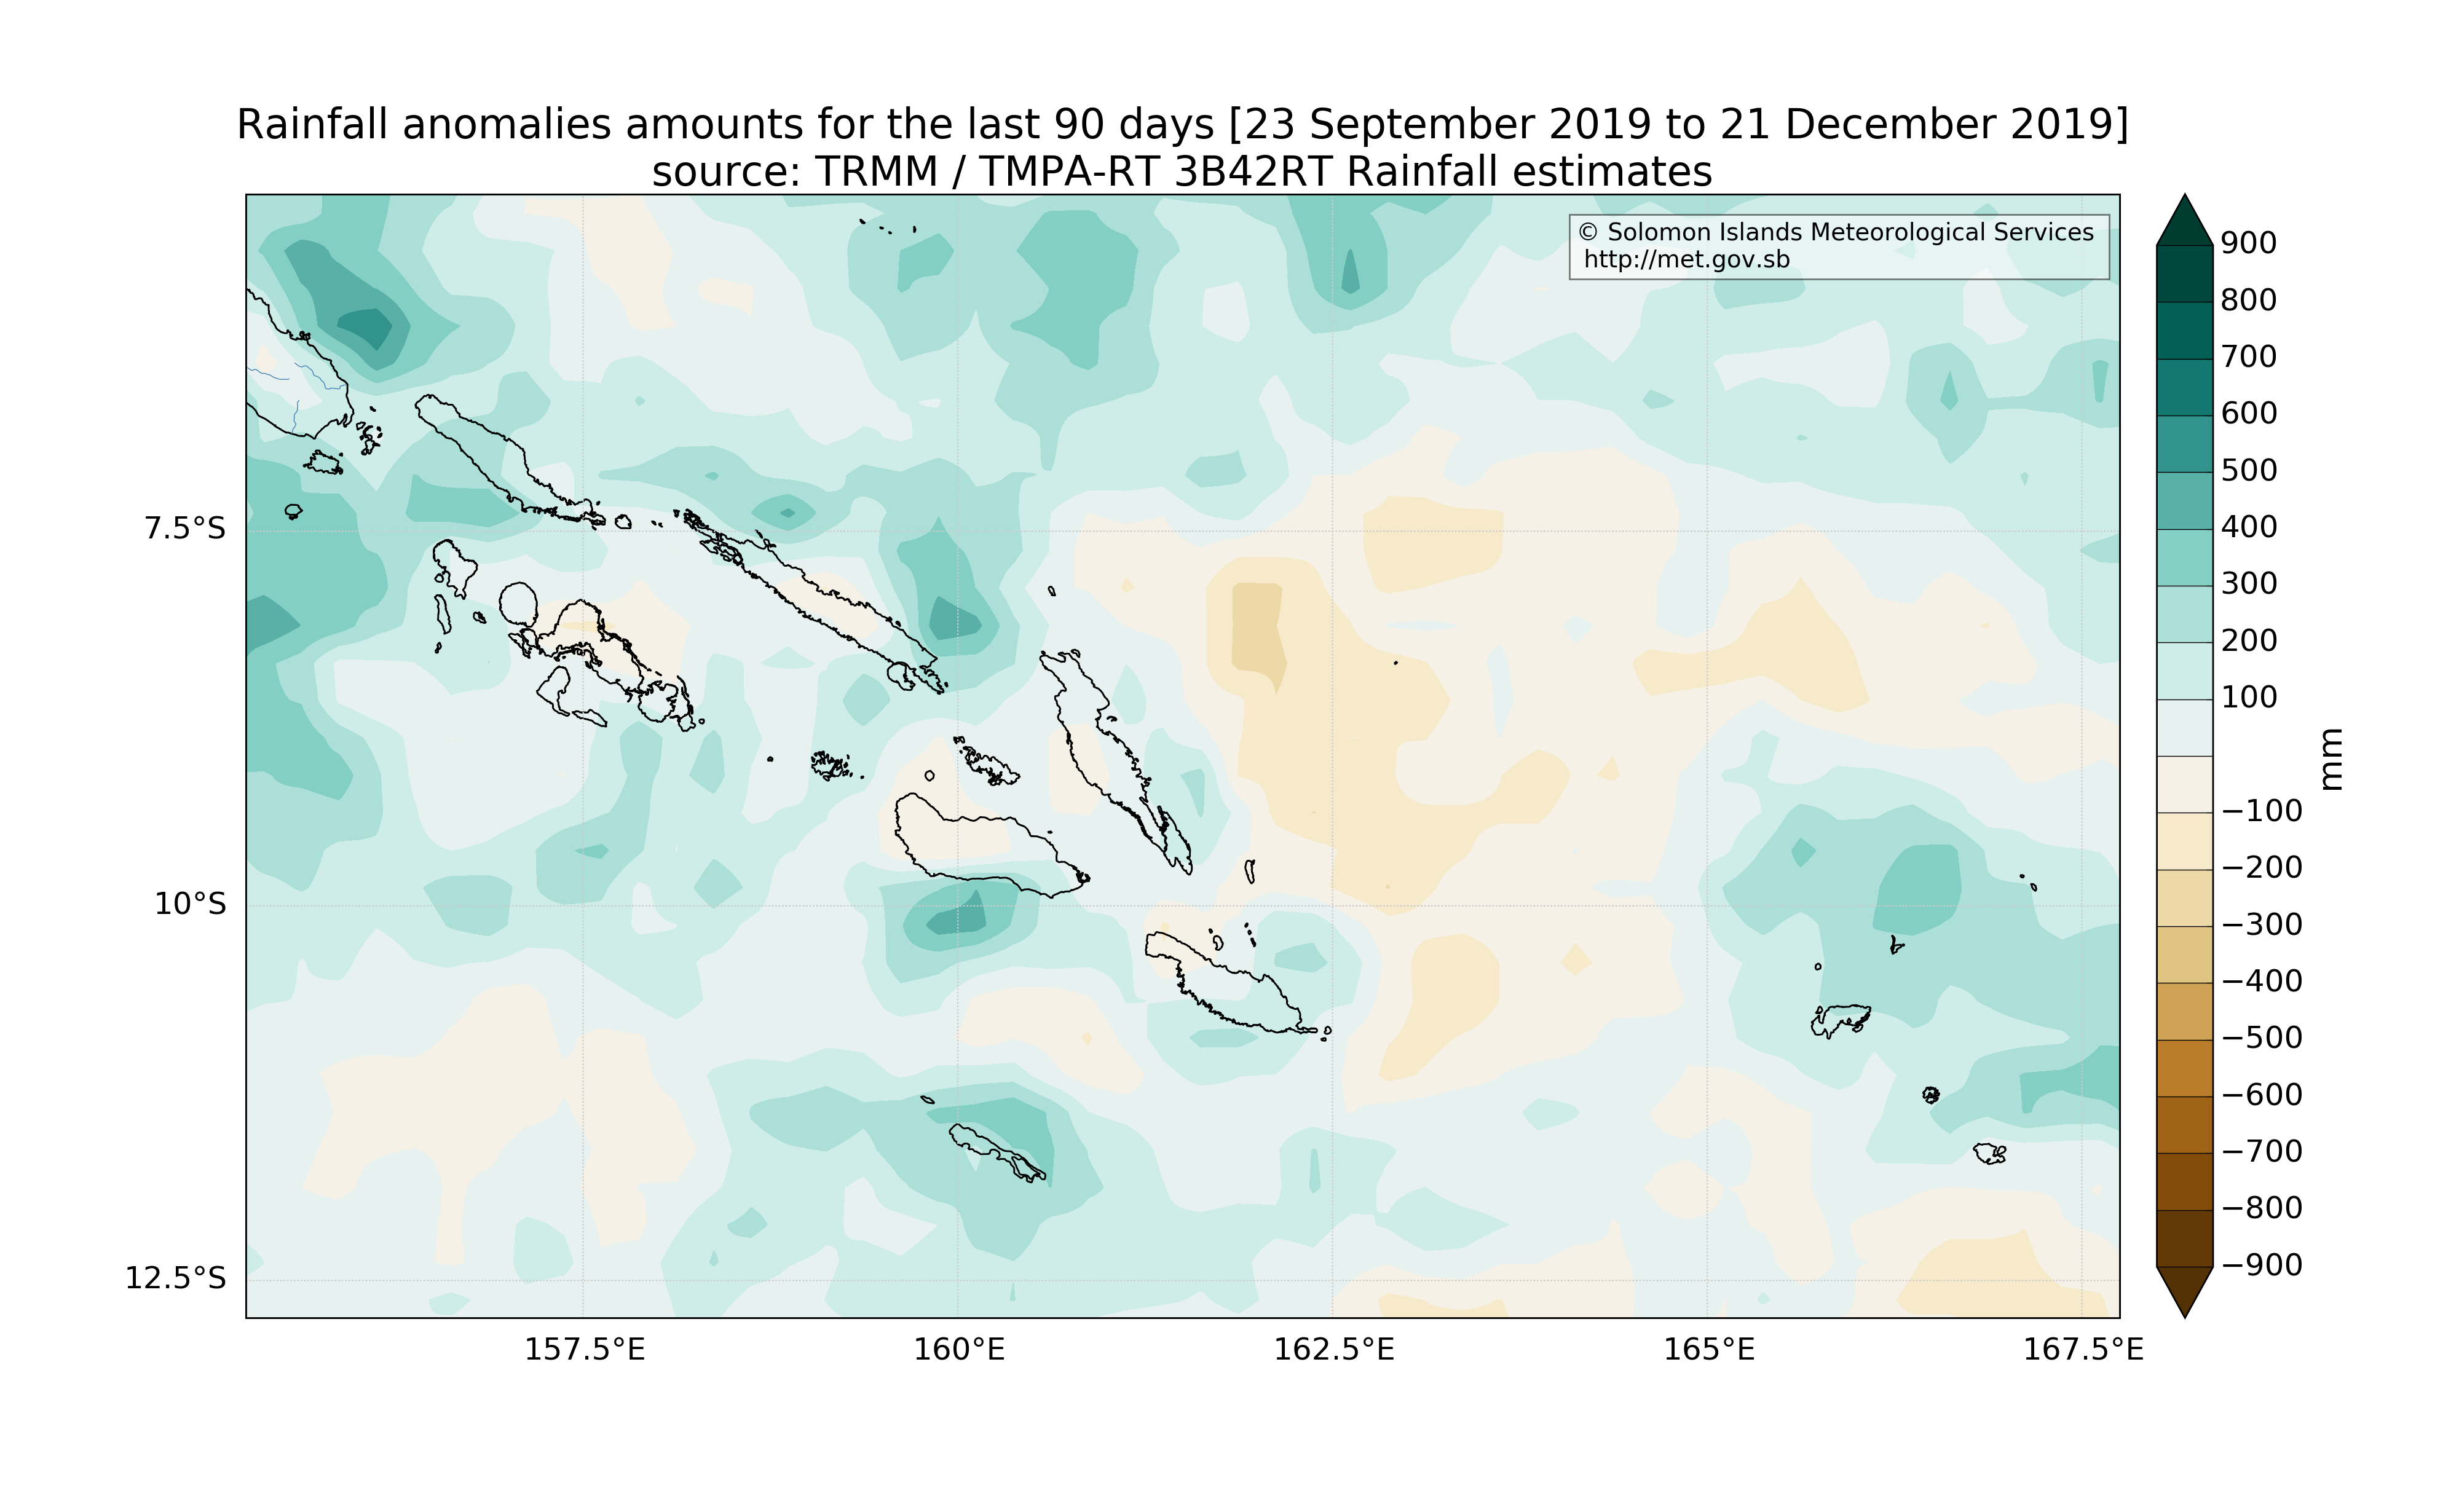 Rainfall anomalies amounts for the last 90 days [23 September 2019 to 21 December 2019]
source: TRMM / TMPA-RT 3B42RT Rainfall estimates
© Solomon Islands Meteorological Services
http://met.gov.sb
7.5°S
10°S
12.5°S
157.5°E
160°E
162.5°E
165°E
167.5°E
900
800
700
600
500
400
300
200
100
−100
−200
−300
−400
−500
−600
−700
−800
−900
mm